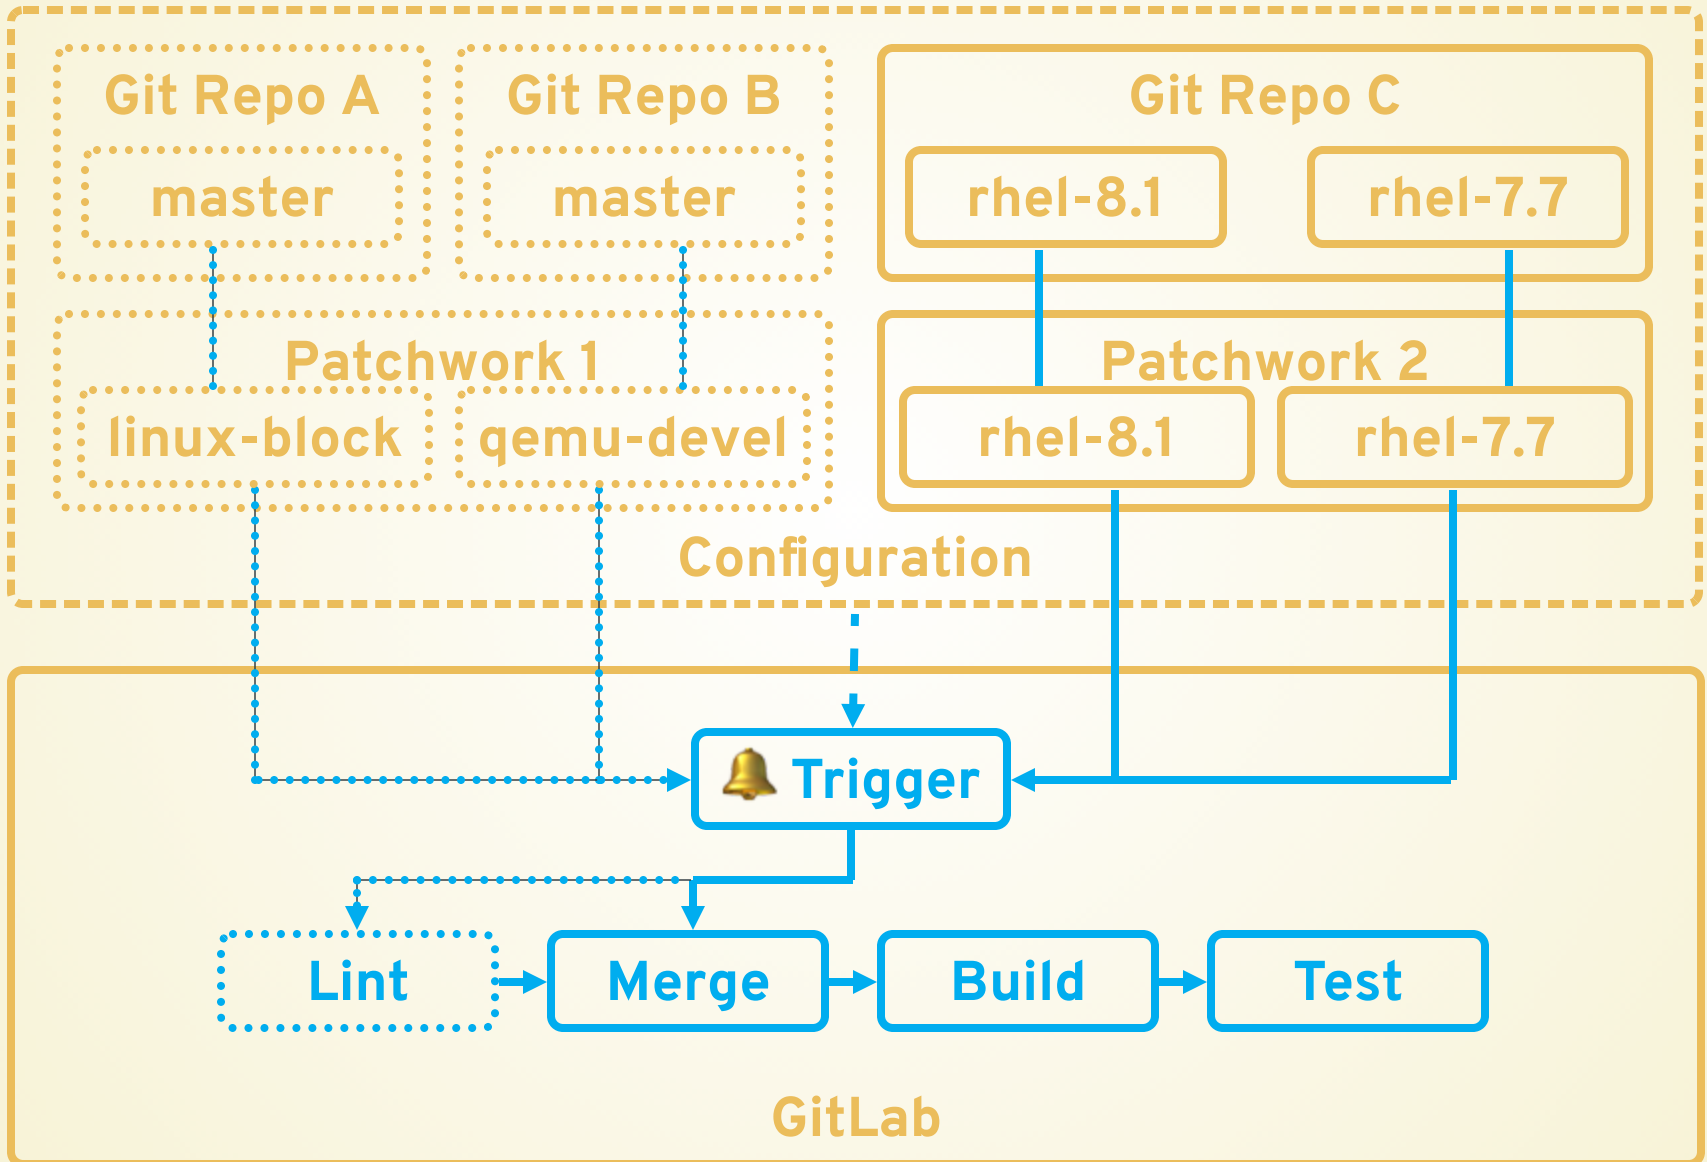 Git Repo A
Git Repo B
Git Repo C
master
master
rhel-8.1
rhel-7.7
Patchwork 1
Patchwork 2
linux-block
qemu-devel
rhel-8.1
rhel-7.7
Configuration
Trigger
Lint
Merge
Build
Test
GitLab